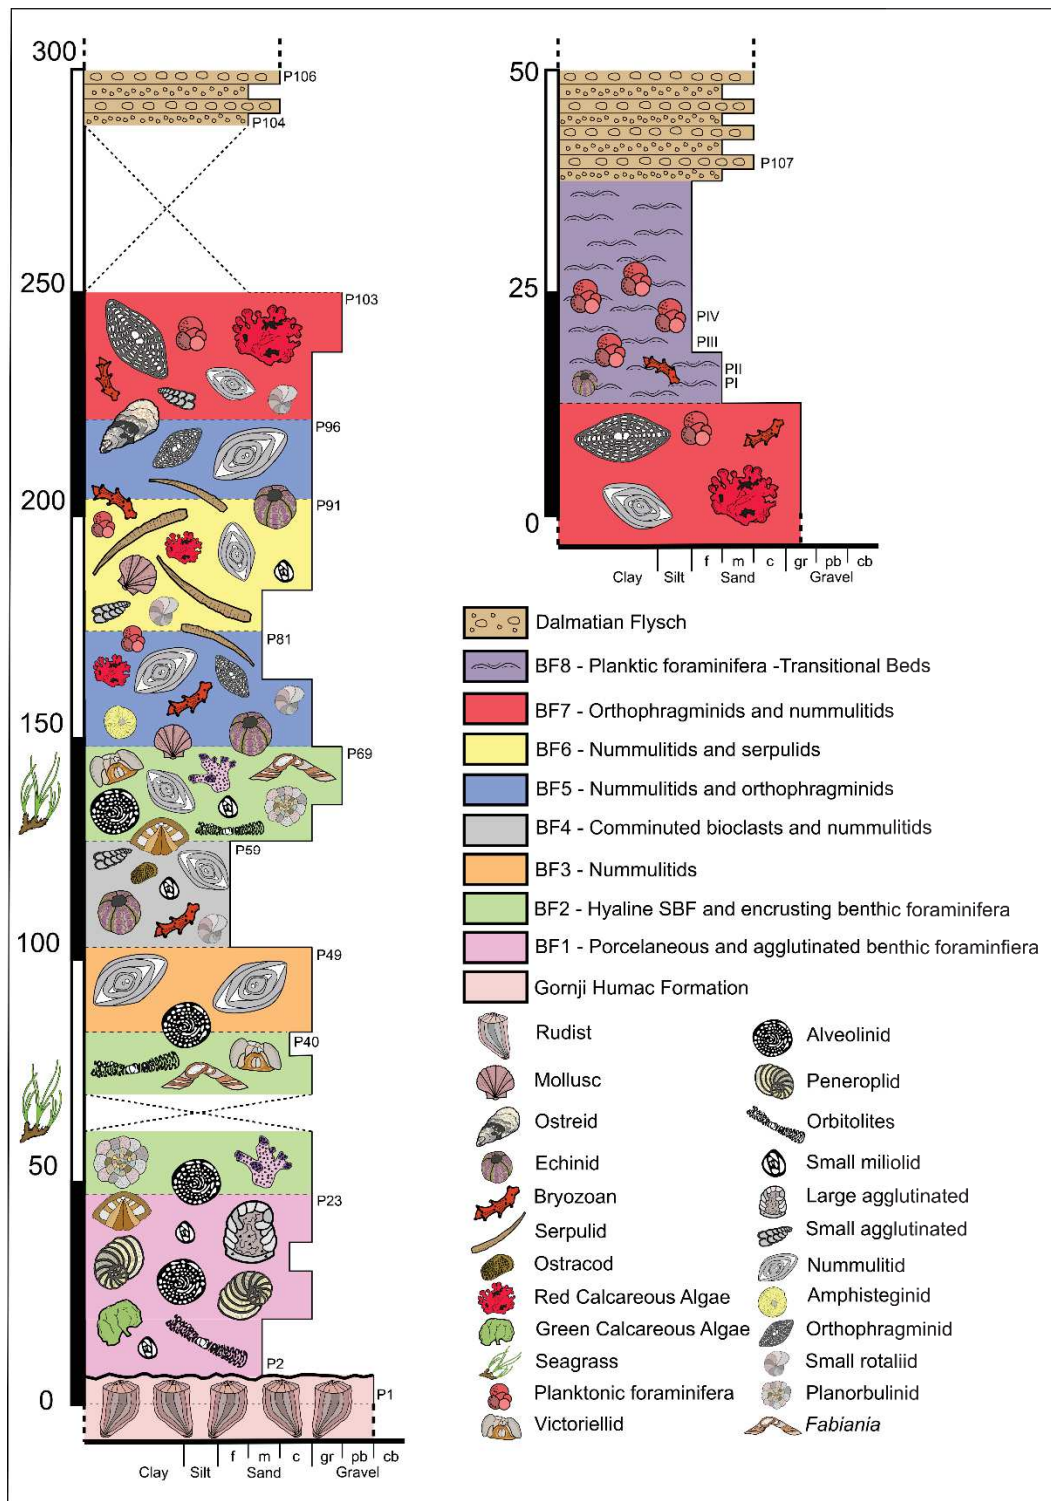 300
P106
P104
250
P103
P96
200
P91
P81
150
P69
P59
100
P49
P40
50
P23
P2
0
P1
f m c gr pb cb
Clay Silt Sand Gravel
50
P107
25
PIV
PIII
PII
PI
0
f m c gr pb cb
Clay Silt Sand Gravel
Dalmatian Flysch
BF8 - Planktic foraminifera -Transitional Beds
BF7 - Orthophragminids and nummulitids
BF6 - Nummulitids and serpulids
BF5 - Nummulitids and orthophragminids
BF4 - Comminuted bioclasts and nummulitids
BF3 - Nummulitids
BF2 - Hyaline SBF and encrusting benthic foraminifera
BF1 - Porcelaneous and agglutinated benthic foraminfiera
Gornji Humac Formation
Rudist
Mollusc
Ostreid
Echinid
Bryozoan
Serpulid
Ostracod
Red Calcareous Algae
Green Calcareous Algae
Seagrass
Planktonic foraminifera
Victoriellid
Alveolinid
Peneroplid
Orbitolites
Small miliolid
Large agglutinated
Small agglutinated
Nummulitid
Amphisteginid
Orthophragminid
Small rotaliid
Planorbulinid
Fabiania